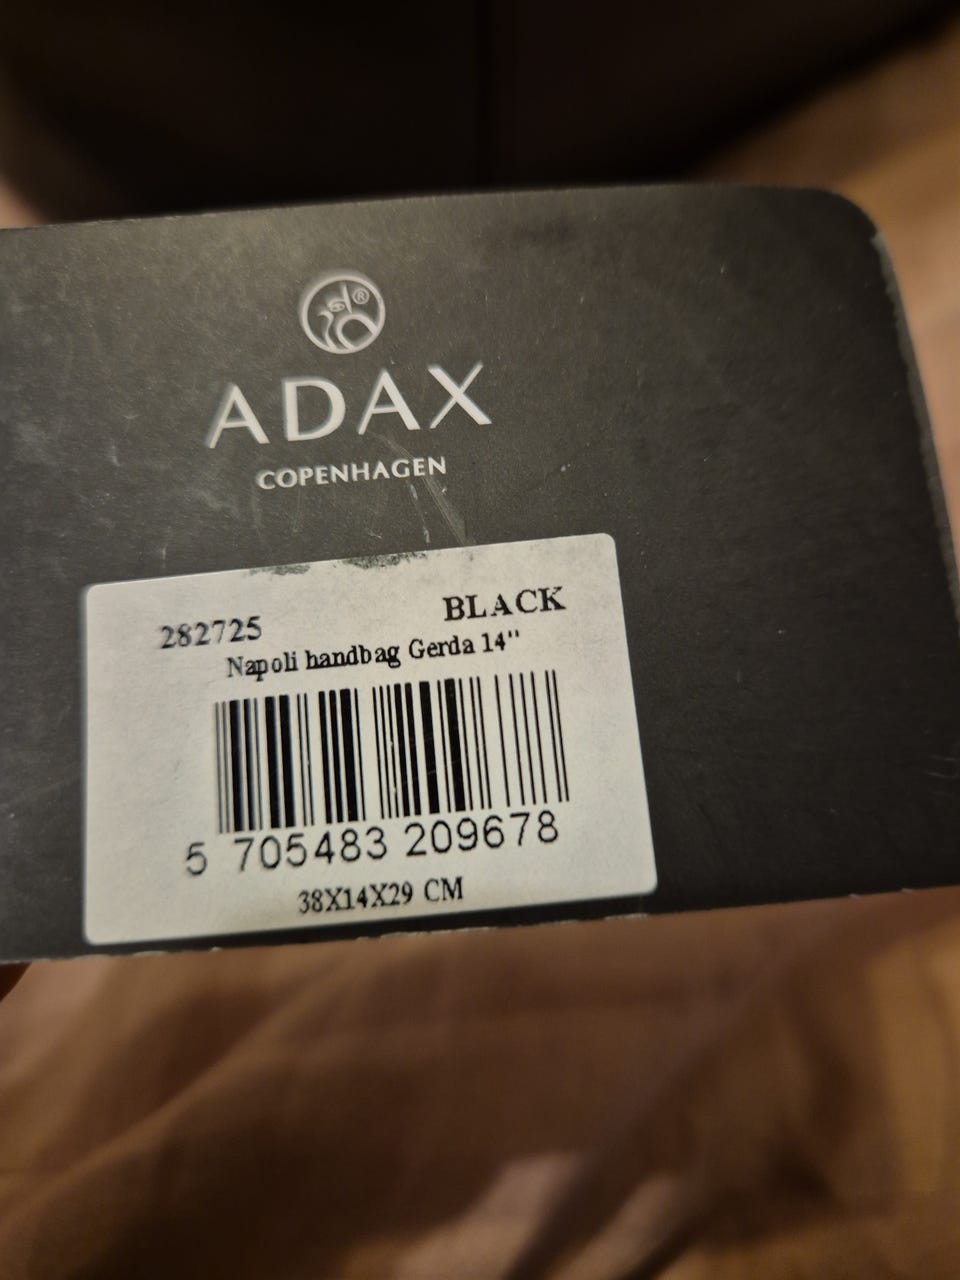 ®
ADAX
COPENHAGEN
282725
BLACK
Napoli handbag Gerda 14"
5 705483 209678
38X14X29 CM